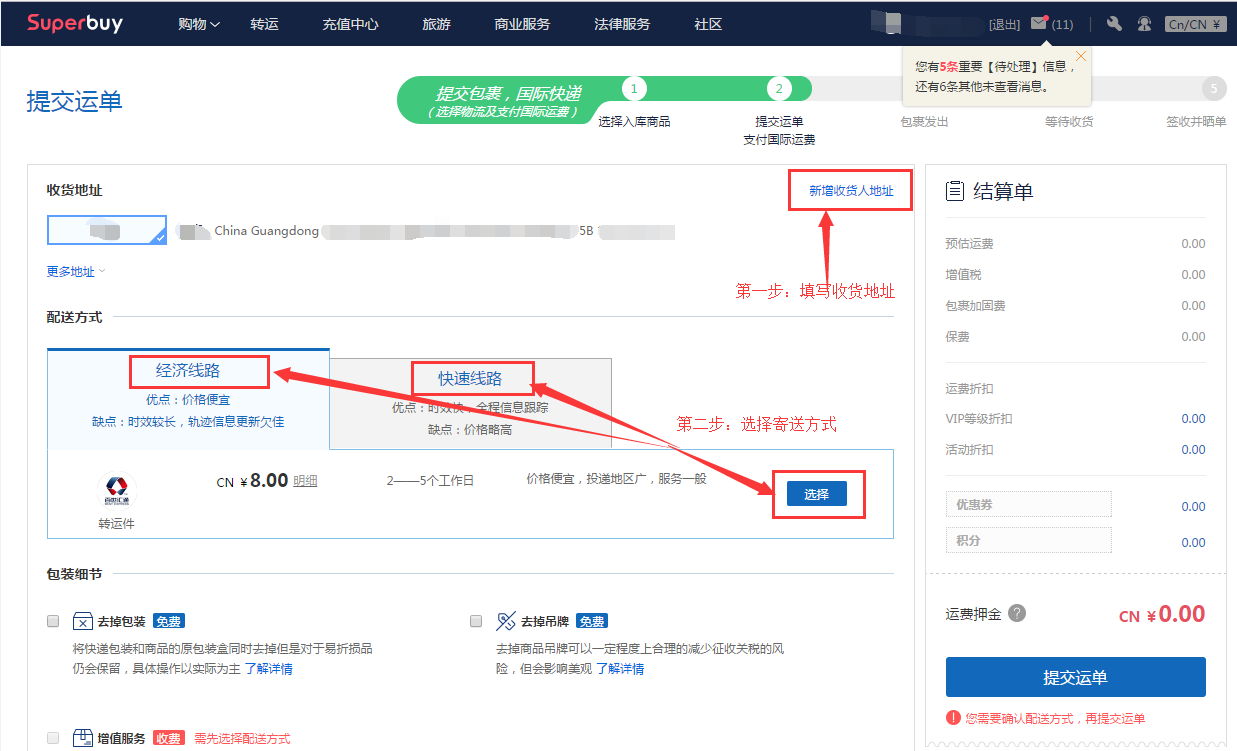 Superbuy
购物 转运 充值中心 旅游 商业服务 法律服务 社区
[退出] (11) Cn/CN ¥
您有5条重要【待处理】信息，
还有6条其他未查看消息。
提交运单
提交包裹，国际快递
（选择物流及支付国际运费）
1 2 5
选择入库商品 提交运单 包裹发出 等待收货 签收并晒单
支付国际运费
收货地址
新增收货人地址
China Guangdong 5B
更多地址
第一步：填写收货地址
配送方式
经济线路
优点：价格便宜
缺点：时效较长，轨迹信息更新欠佳
快速线路
优点：时效快，全程信息跟踪
缺点：价格略高
第二步：选择寄送方式
百世汇通
转运件
CN ¥8.00 明细
2——5个工作日
价格便宜，投递地区广，服务一般
选择
包装细节
去掉包装 免费
将快递包装和商品的原包装盒同时去掉但是对于易折损品
仍会保留，具体操作以实际为主 了解详情
去掉吊牌 免费
去掉商品吊牌可以一定程度上合理的减少征收关税的风
险，但会影响美观 了解详情
增值服务 收费 需先选择配送方式
结算单
预估运费 0.00
增值税 0.00
包裹加固费 0.00
保费 0.00
运费折扣
VIP等级折扣 0.00
活动折扣 0.00
优惠券 0.00
积分 0.00
运费押金 ? CN ¥0.00
提交运单
! 您需要确认配送方式，再提交运单